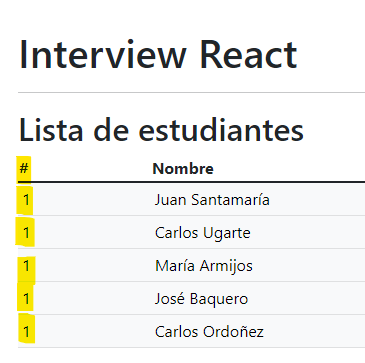 Interview React
Lista de estudiantes
# Nombre
1 Juan Santamaría
1 Carlos Ugarte
1 María Armijos
1 José Baquero
1 Carlos Ordoñez